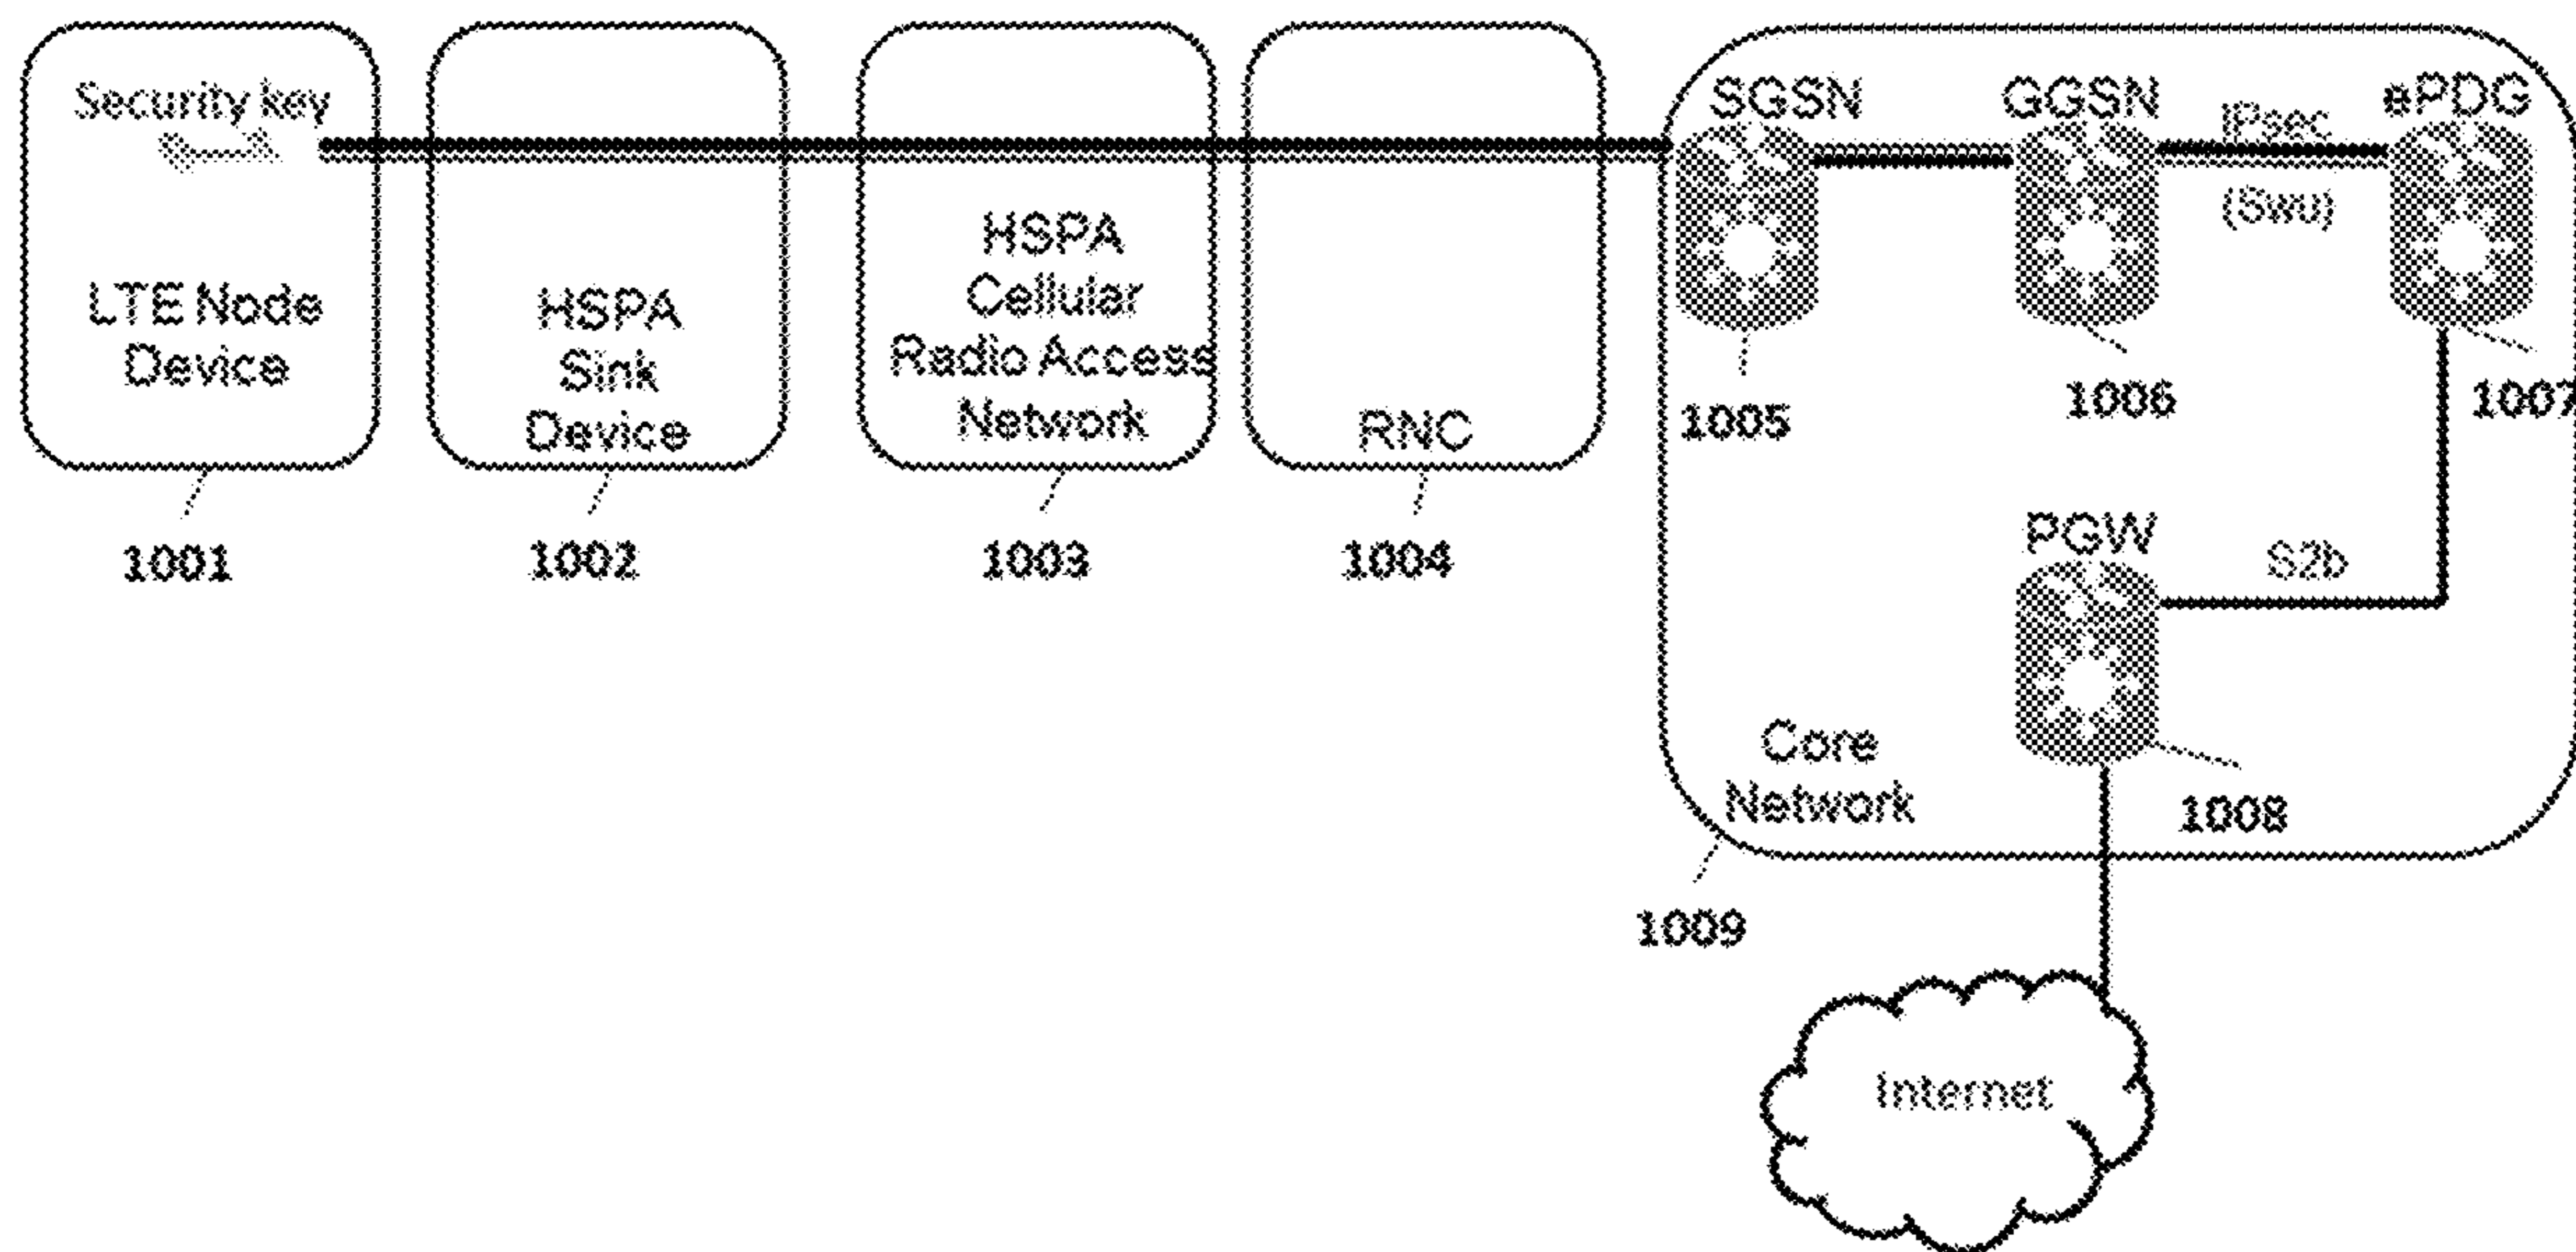 Security key
LTE Node
Device
1001
HSPA
Sink
Device
1002
HSPA
Cellular
Radio Access
Network
1003
RNC
1004
SGSN
GGSN
IPsec
(Swu)
ePDG
1005
1006
1007
PGW
S2b
1008
Core
Network
1009
Internet